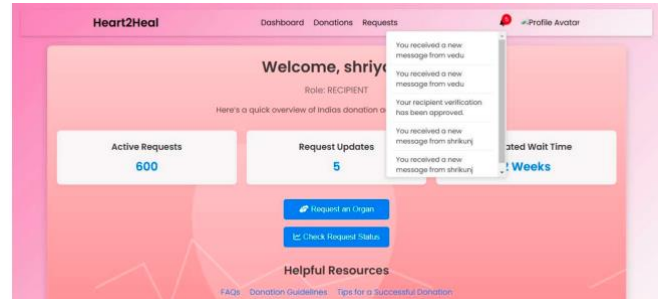 Heart2Heal
Dashboard Donations Requests
Profile Avatar
You received a new
message from vedu
You received a new
message from vedu
Your recipient verification
has been approved.
You received a new
message from shrikunj
You received a new
message from shrikunj
Welcome, shriy
Role: RECIPIENT
Here's a quick overview of Indias donation a
Active Requests
600
Request Updates
5
ated Wait Time
Weeks
Request an Organ
Check Request Status
Helpful Resources
FAQs Donation Guidelines Tips for a Successful Donation